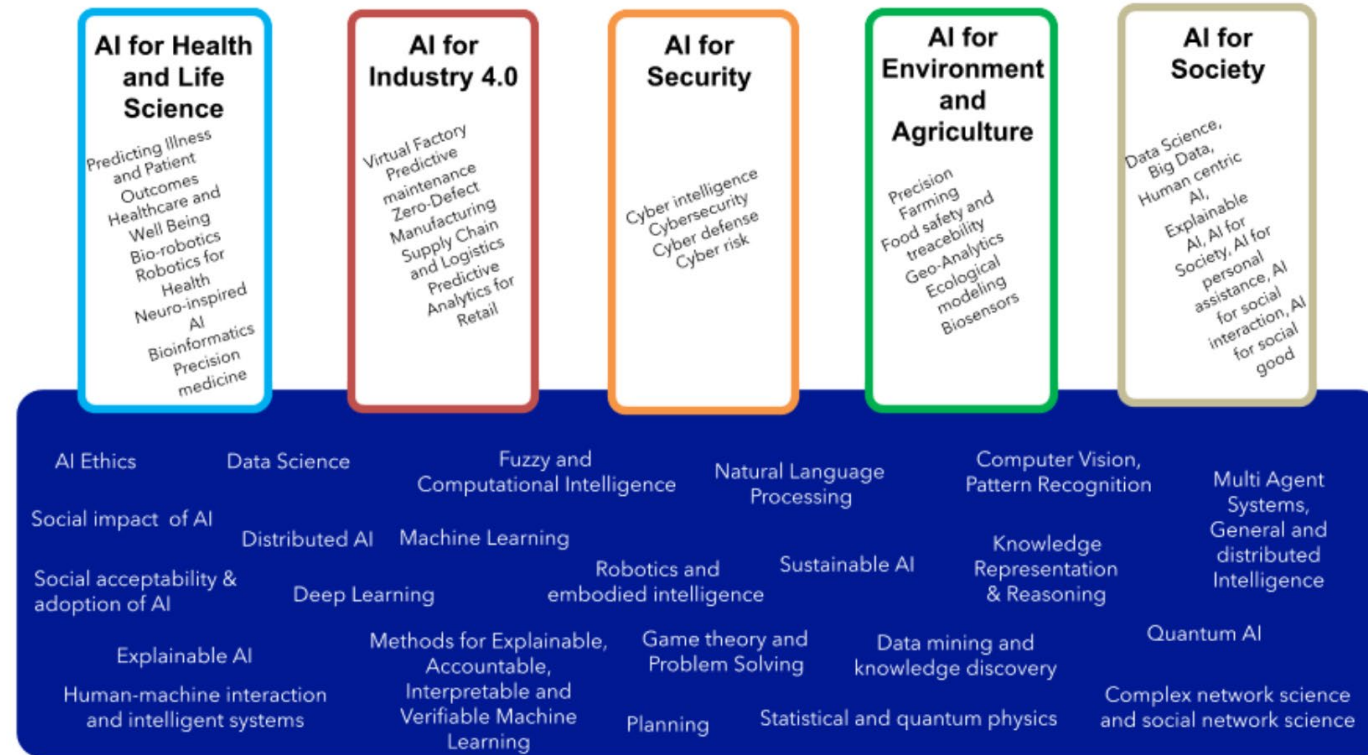 AI for Health
and Life
Science
Predicting Illness
and Patient
Outcomes
Healthcare and
Well Being
Bio-robotics
Robotics for
Health
Neuro-inspired
AI
Bioinformatics
Precision
medicine
AI for
Industry 4.0
Virtual Factory
Predictive
maintenance
Zero-Defect
Manufacturing
Supply Chain
and Logistics
Predictive
Analytics for
Retail
AI for
Security
Cyber intelligence
Cybersecurity
Cyber defense
Cyber risk
AI for
Environment
and
Agriculture
Precision
Farming
Food safety and
treacebility
Geo-Analytics
Ecological
modeling
Biosensors
AI for
Society
Data Science,
Big Data,
Human centric
AI,
Explainable
AI, AI for
Society, AI for
personal
assistance, AI
for social
interaction, AI
for social
good
AI Ethics
Data Science
Fuzzy and
Computational Intelligence
Natural Language
Processing
Computer Vision,
Pattern Recognition
Multi Agent
Systems,
General and
distributed
Intelligence
Social impact of AI
Distributed AI
Machine Learning
Sustainable AI
Knowledge
Representation
& Reasoning
Social acceptability &
adoption of AI
Deep Learning
Robotics and
embodied intelligence
Explainable AI
Methods for Explainable,
Accountable,
Interpretable and
Verifiable Machine
Learning
Game theory and
Problem Solving
Data mining and
knowledge discovery
Quantum AI
Human-machine interaction
and intelligent systems
Planning
Statistical and quantum physics
Complex network science
and social network science